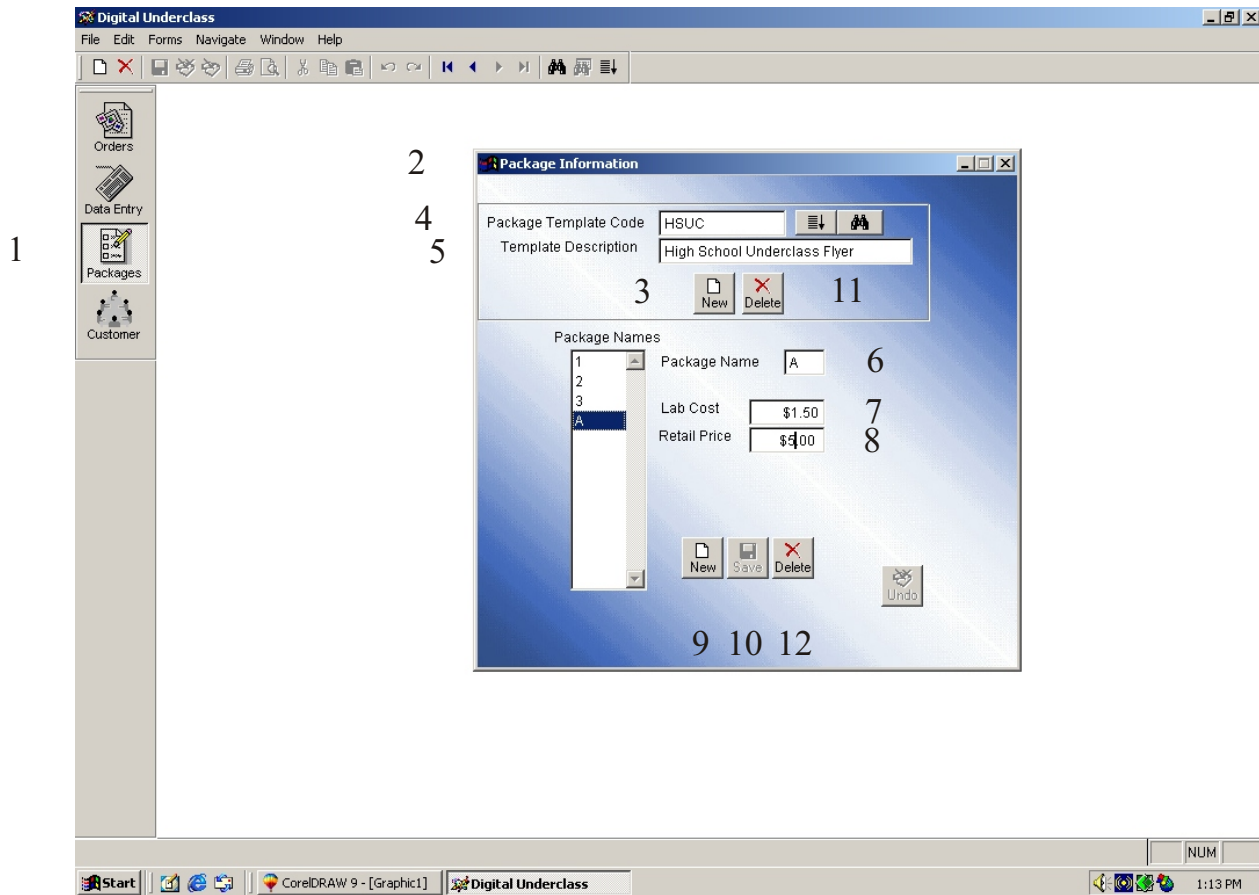 Digital Underclass
File Edit Forms Navigate Window Help
Orders
Data Entry
Packages
Customer
1
2
Package Information
4
Package Template Code HSUC
5
Template Description High School Underclass Flyer
3
New Delete
11
Package Names
1
2
3
A
Package Name A
6
Lab Cost $1.50
7
Retail Price $5.00
8
New Save Delete
Undo
9 10 12
NUM
Start
CorelDRAW 9 - [Graphic1]
Digital Underclass
1:13 PM